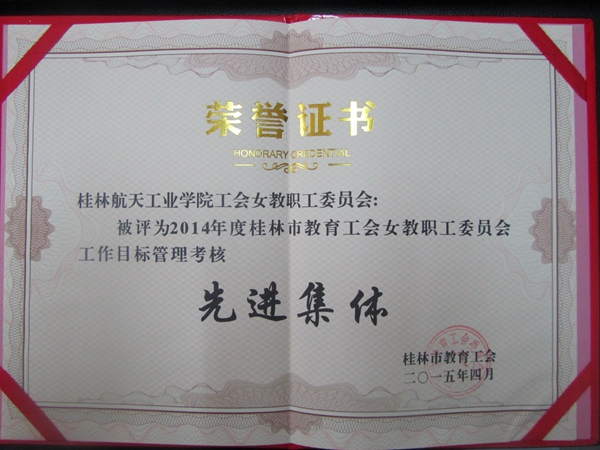 荣誉证书
HONORARY CREDENTIAL
桂林航天工业学院工会女教职工委员会:
被评为2014年度桂林市教育工会女教职工委员会
工作目标管理考核
先进集体
桂林市教育工会
二〇一五年四月